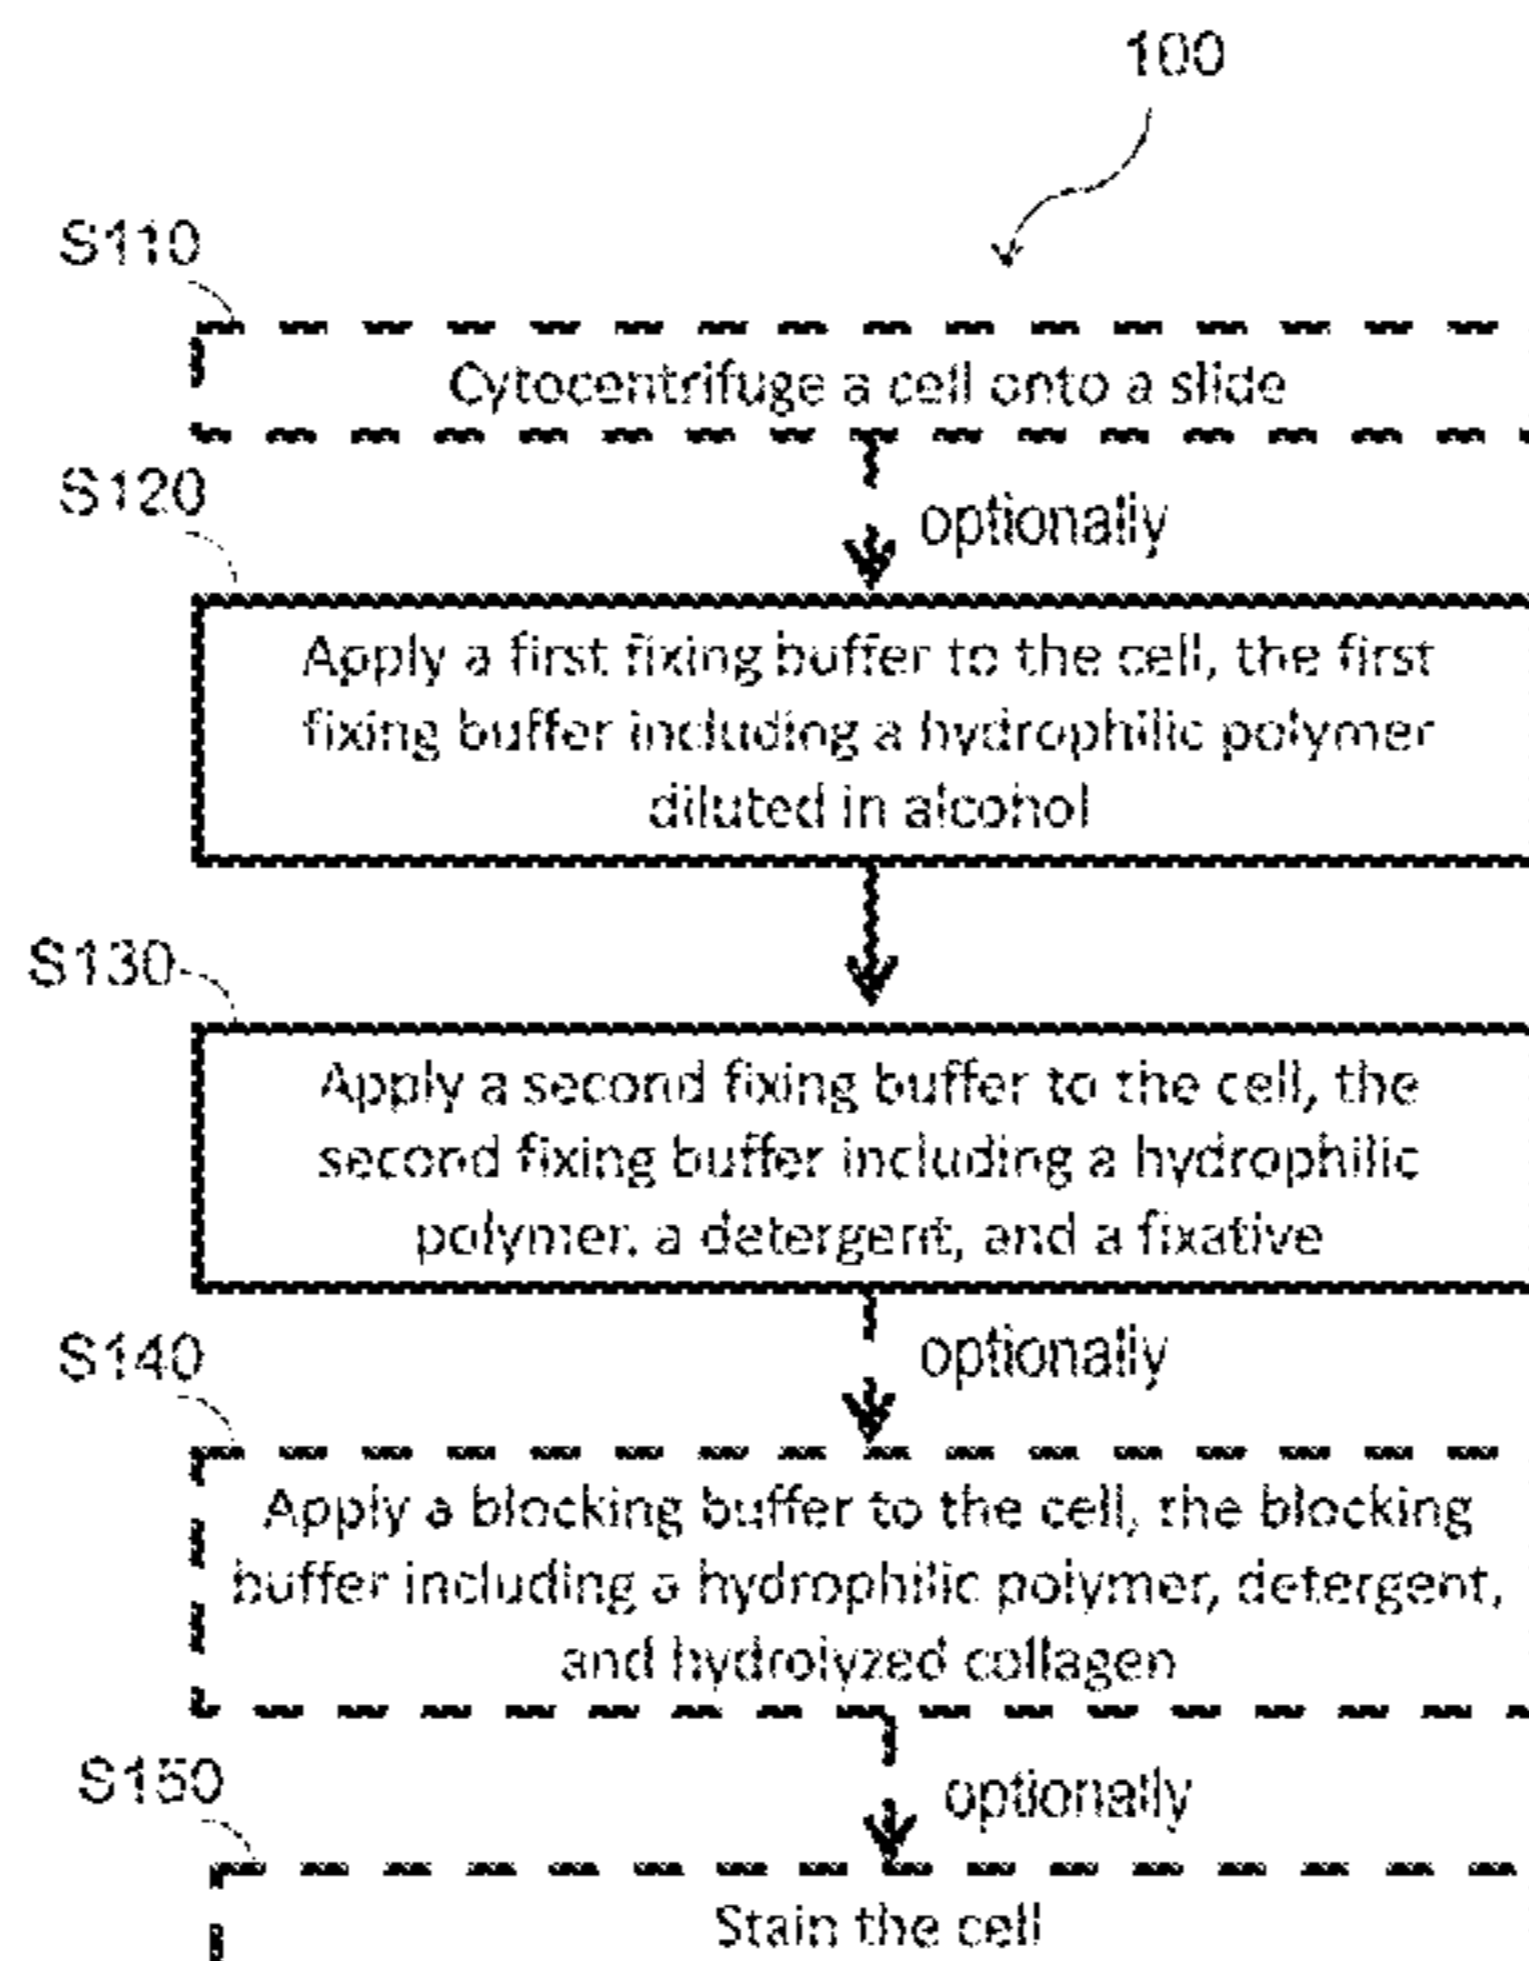 100
S110
Cytocentrifuge a cell onto a slide
S120
optionally
Apply a first fixing buffer to the cell, the first
fixing buffer including a hydrophilic polymer
diluted in alcohol
S130
Apply a second fixing buffer to the cell, the
second fixing buffer including a hydrophilic
polymer, a detergent, and a fixative
S140
optionally
Apply a blocking buffer to the cell, the blocking
buffer including a hydrophilic polymer, detergent,
and hydrolyzed collagen
S150
optionally
Stain the cell